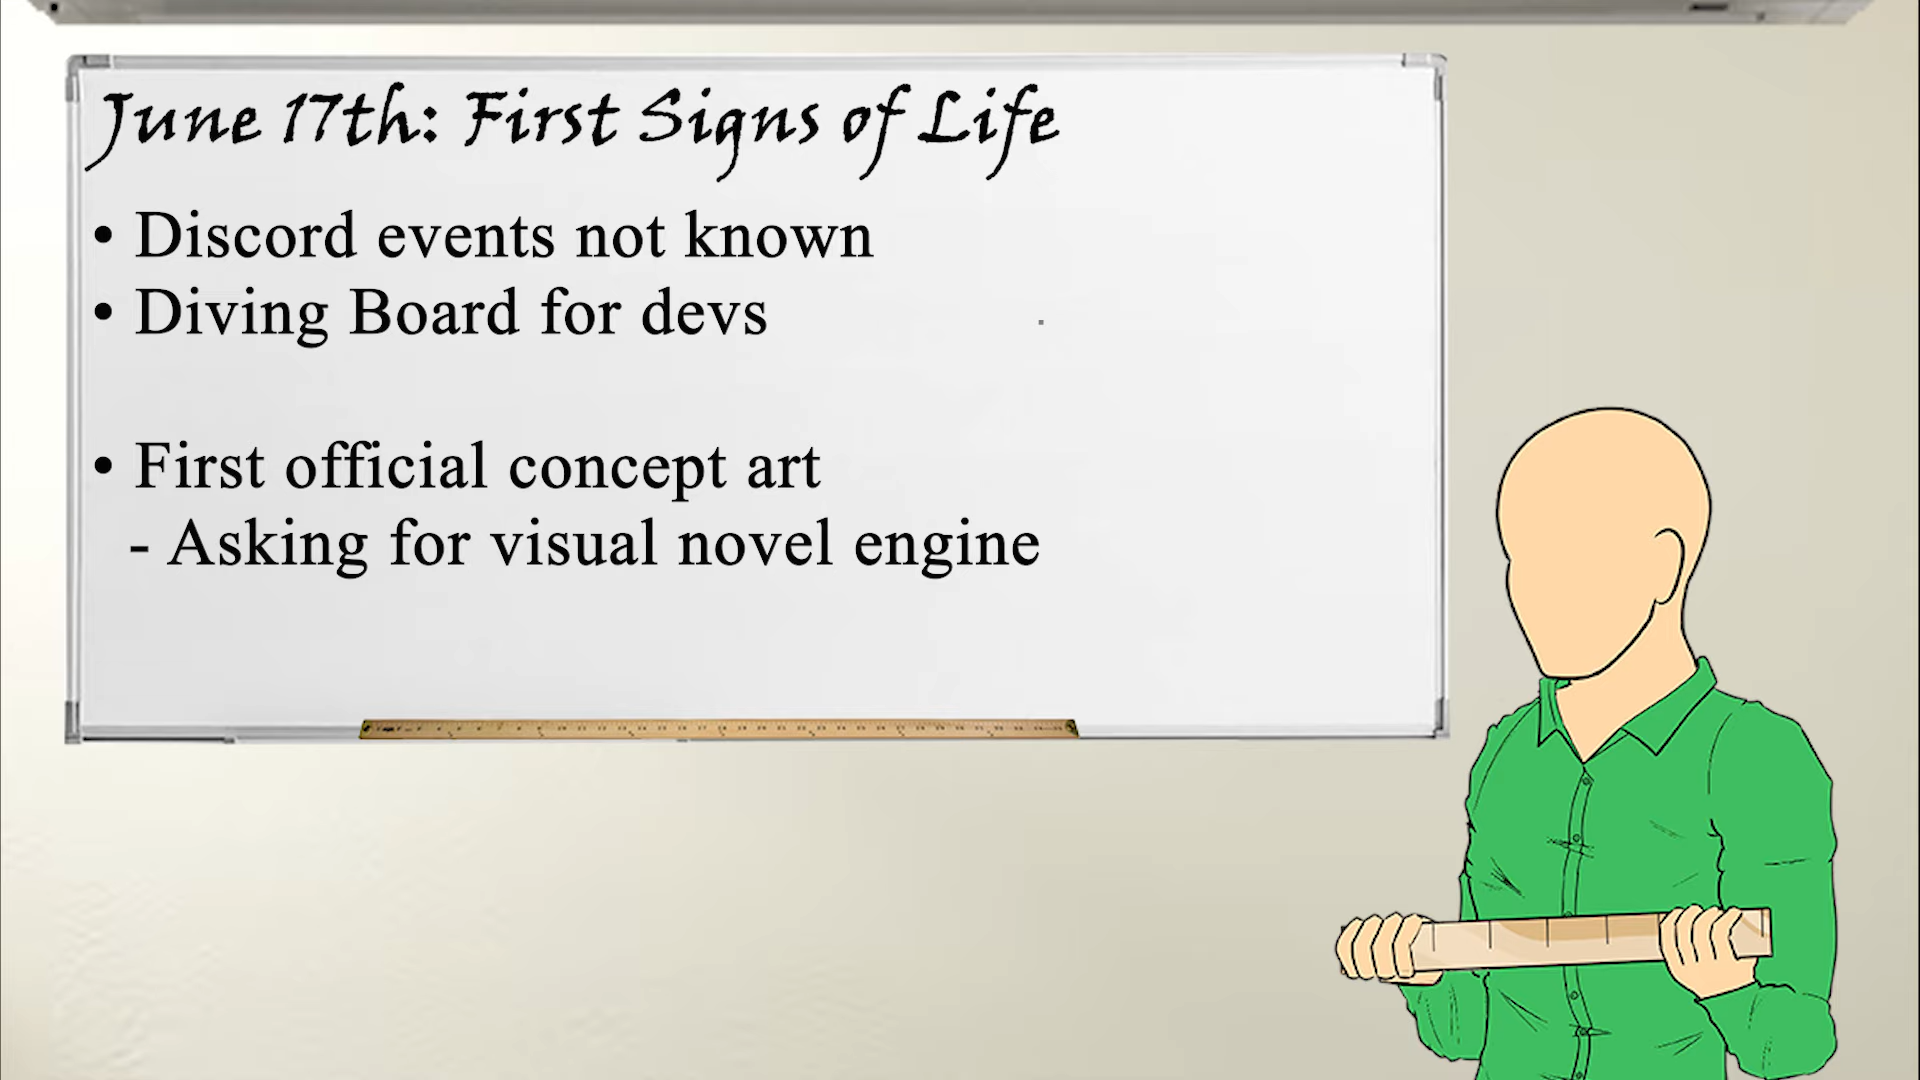 June 17th: First Signs of Life
• Discord events not known
• Diving Board for devs
• First official concept art
- Asking for visual novel engine